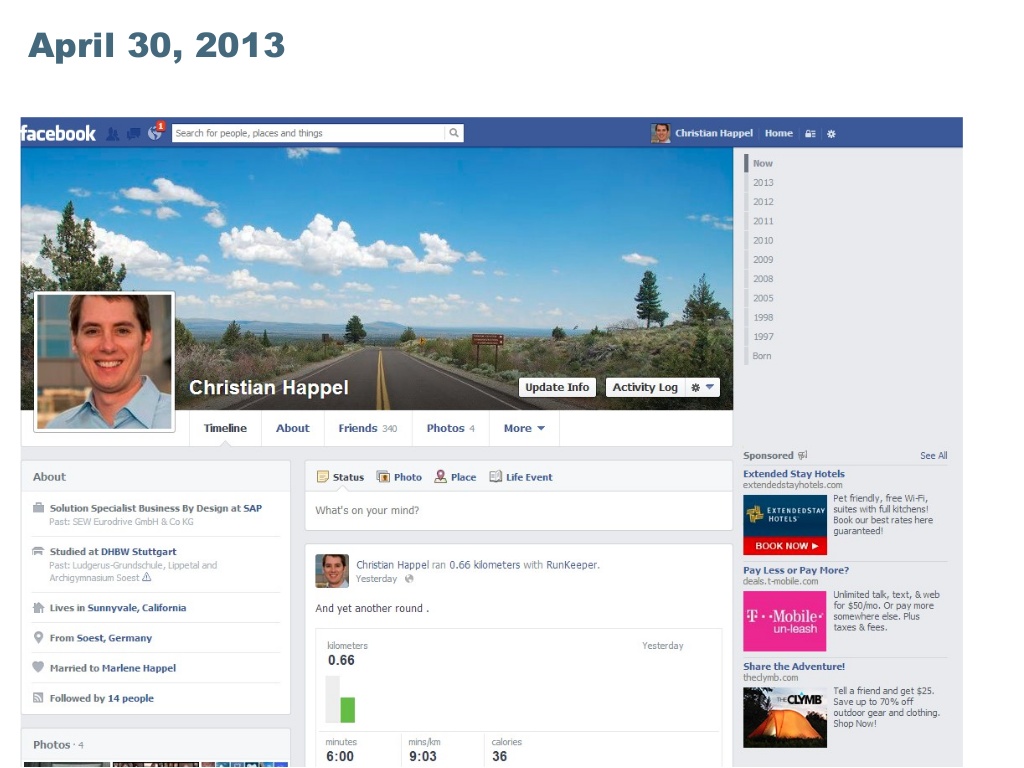 April 30, 2013
facebook
1
Search for people, places and things
Christian Happel
Home
Now
2013
2012
2011
2010
2009
2008
2005
1998
1997
Born
Christian Happel
Update Info
Activity Log
Timeline
About
Friends 340
Photos 4
More
About
Solution Specialist Business By Design at SAP
Past: SEW Eurodrive GmbH & Co KG
Studied at DHBW Stuttgart
Past: Ludgerus-Grundschule, Lippetal and
Archigymnasium Soest
Lives in Sunnyvale, California
From Soest, Germany
Married to Marlene Happel
Followed by 14 people
Photos · 4
Status
Photo
Place
Life Event
What's on your mind?
Christian Happel ran 0.66 kilometers with RunKeeper.
Yesterday
And yet another round .
kilometers
Yesterday
0.66
minutes
mins/km
calories
6:00
9:03
36
Sponsored
See All
Extended Stay Hotels
extendedstayhotels.com
EXTENDEDSTAY
HOTELS
BOOK NOW
Pet friendly, free Wi-Fi,
suites with full kitchens!
Book our best rates here
guaranteed!
Pay Less or Pay More?
deals.t-mobile.com
T··Mobile·
un-leash
Unlimited talk, text, & web
for $50/mo. Or pay more
somewhere else. Plus
taxes & fees.
Share the Adventure!
theclymb.com
THE CLYMB
Tell a friend and get $25.
Save up to 70% off
outdoor gear and clothing.
Shop Now!